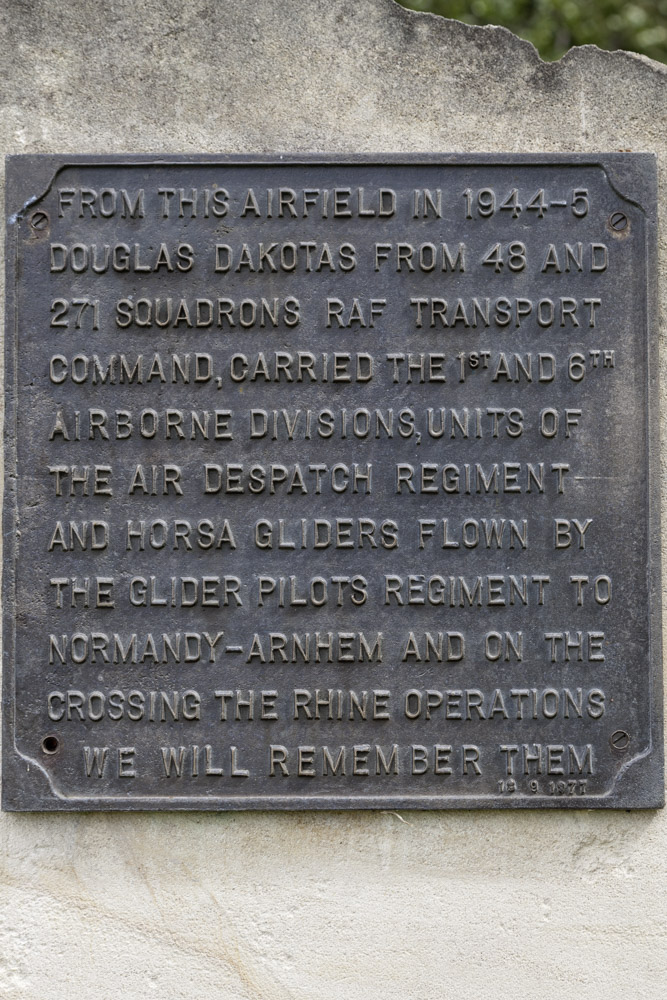 FROM THIS AIRFIELD IN 1944-5
DOUGLAS DAKOTAS FROM 48 AND
271 SQUADRONS RAF TRANSPORT
COMMAND, CARRIED THE 1ST AND 6TH
AIRBORNE DIVISIONS, UNITS OF
THE AIR DESPATCH REGIMENT
AND HORSA GLIDERS FLOWN BY
THE GLIDER PILOTS REGIMENT TO
NORMANDY-ARNHEM AND ON THE
CROSSING THE RHINE OPERATIONS
WE WILL REMEMBER THEM
9 1977